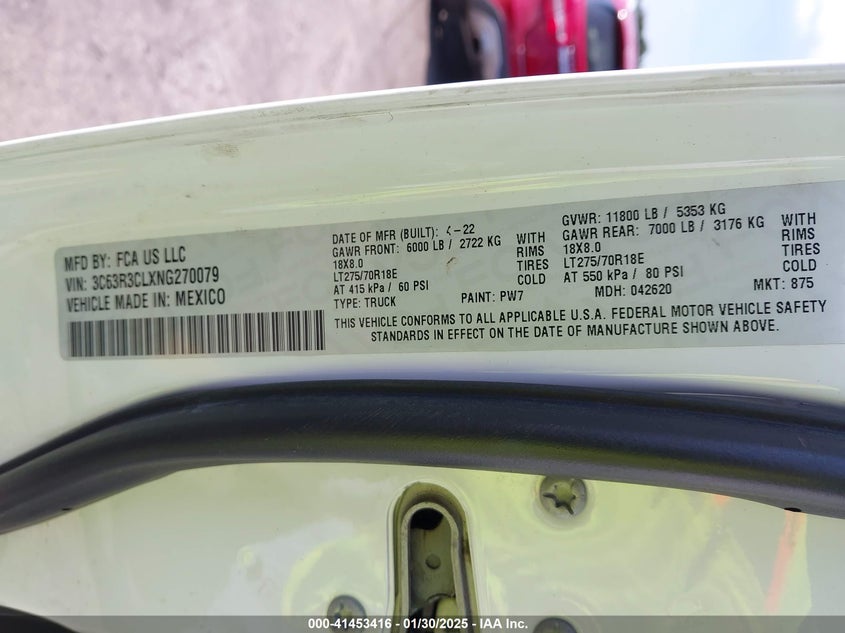 MFD BY: FCA US LLC
VIN: 3C63R3CLXNG270079
VEHICLE MADE IN: MEXICO
DATE OF MFR (BUILT): 4-22
GAWR FRONT: 6000 LB / 2722 KG WITH
18X8.0 RIMS
LT275/70R18E TIRES
AT 415 kPa / 60 PSI COLD
TYPE: TRUCK PAINT: PW7
GVWR: 11800 LB / 5353 KG
GAWR REAR: 7000 LB / 3176 KG WITH
18X8.0 RIMS
LT275/70R18E TIRES
AT 550 kPa / 80 PSI COLD
MDH: 042620 MKT: 875
THIS VEHICLE CONFORMS TO ALL APPLICABLE U.S.A. FEDERAL MOTOR VEHICLE SAFETY
STANDARDS IN EFFECT ON THE DATE OF MANUFACTURE SHOWN ABOVE.
000-41453416 - 01/30/2025 - IAA Inc.